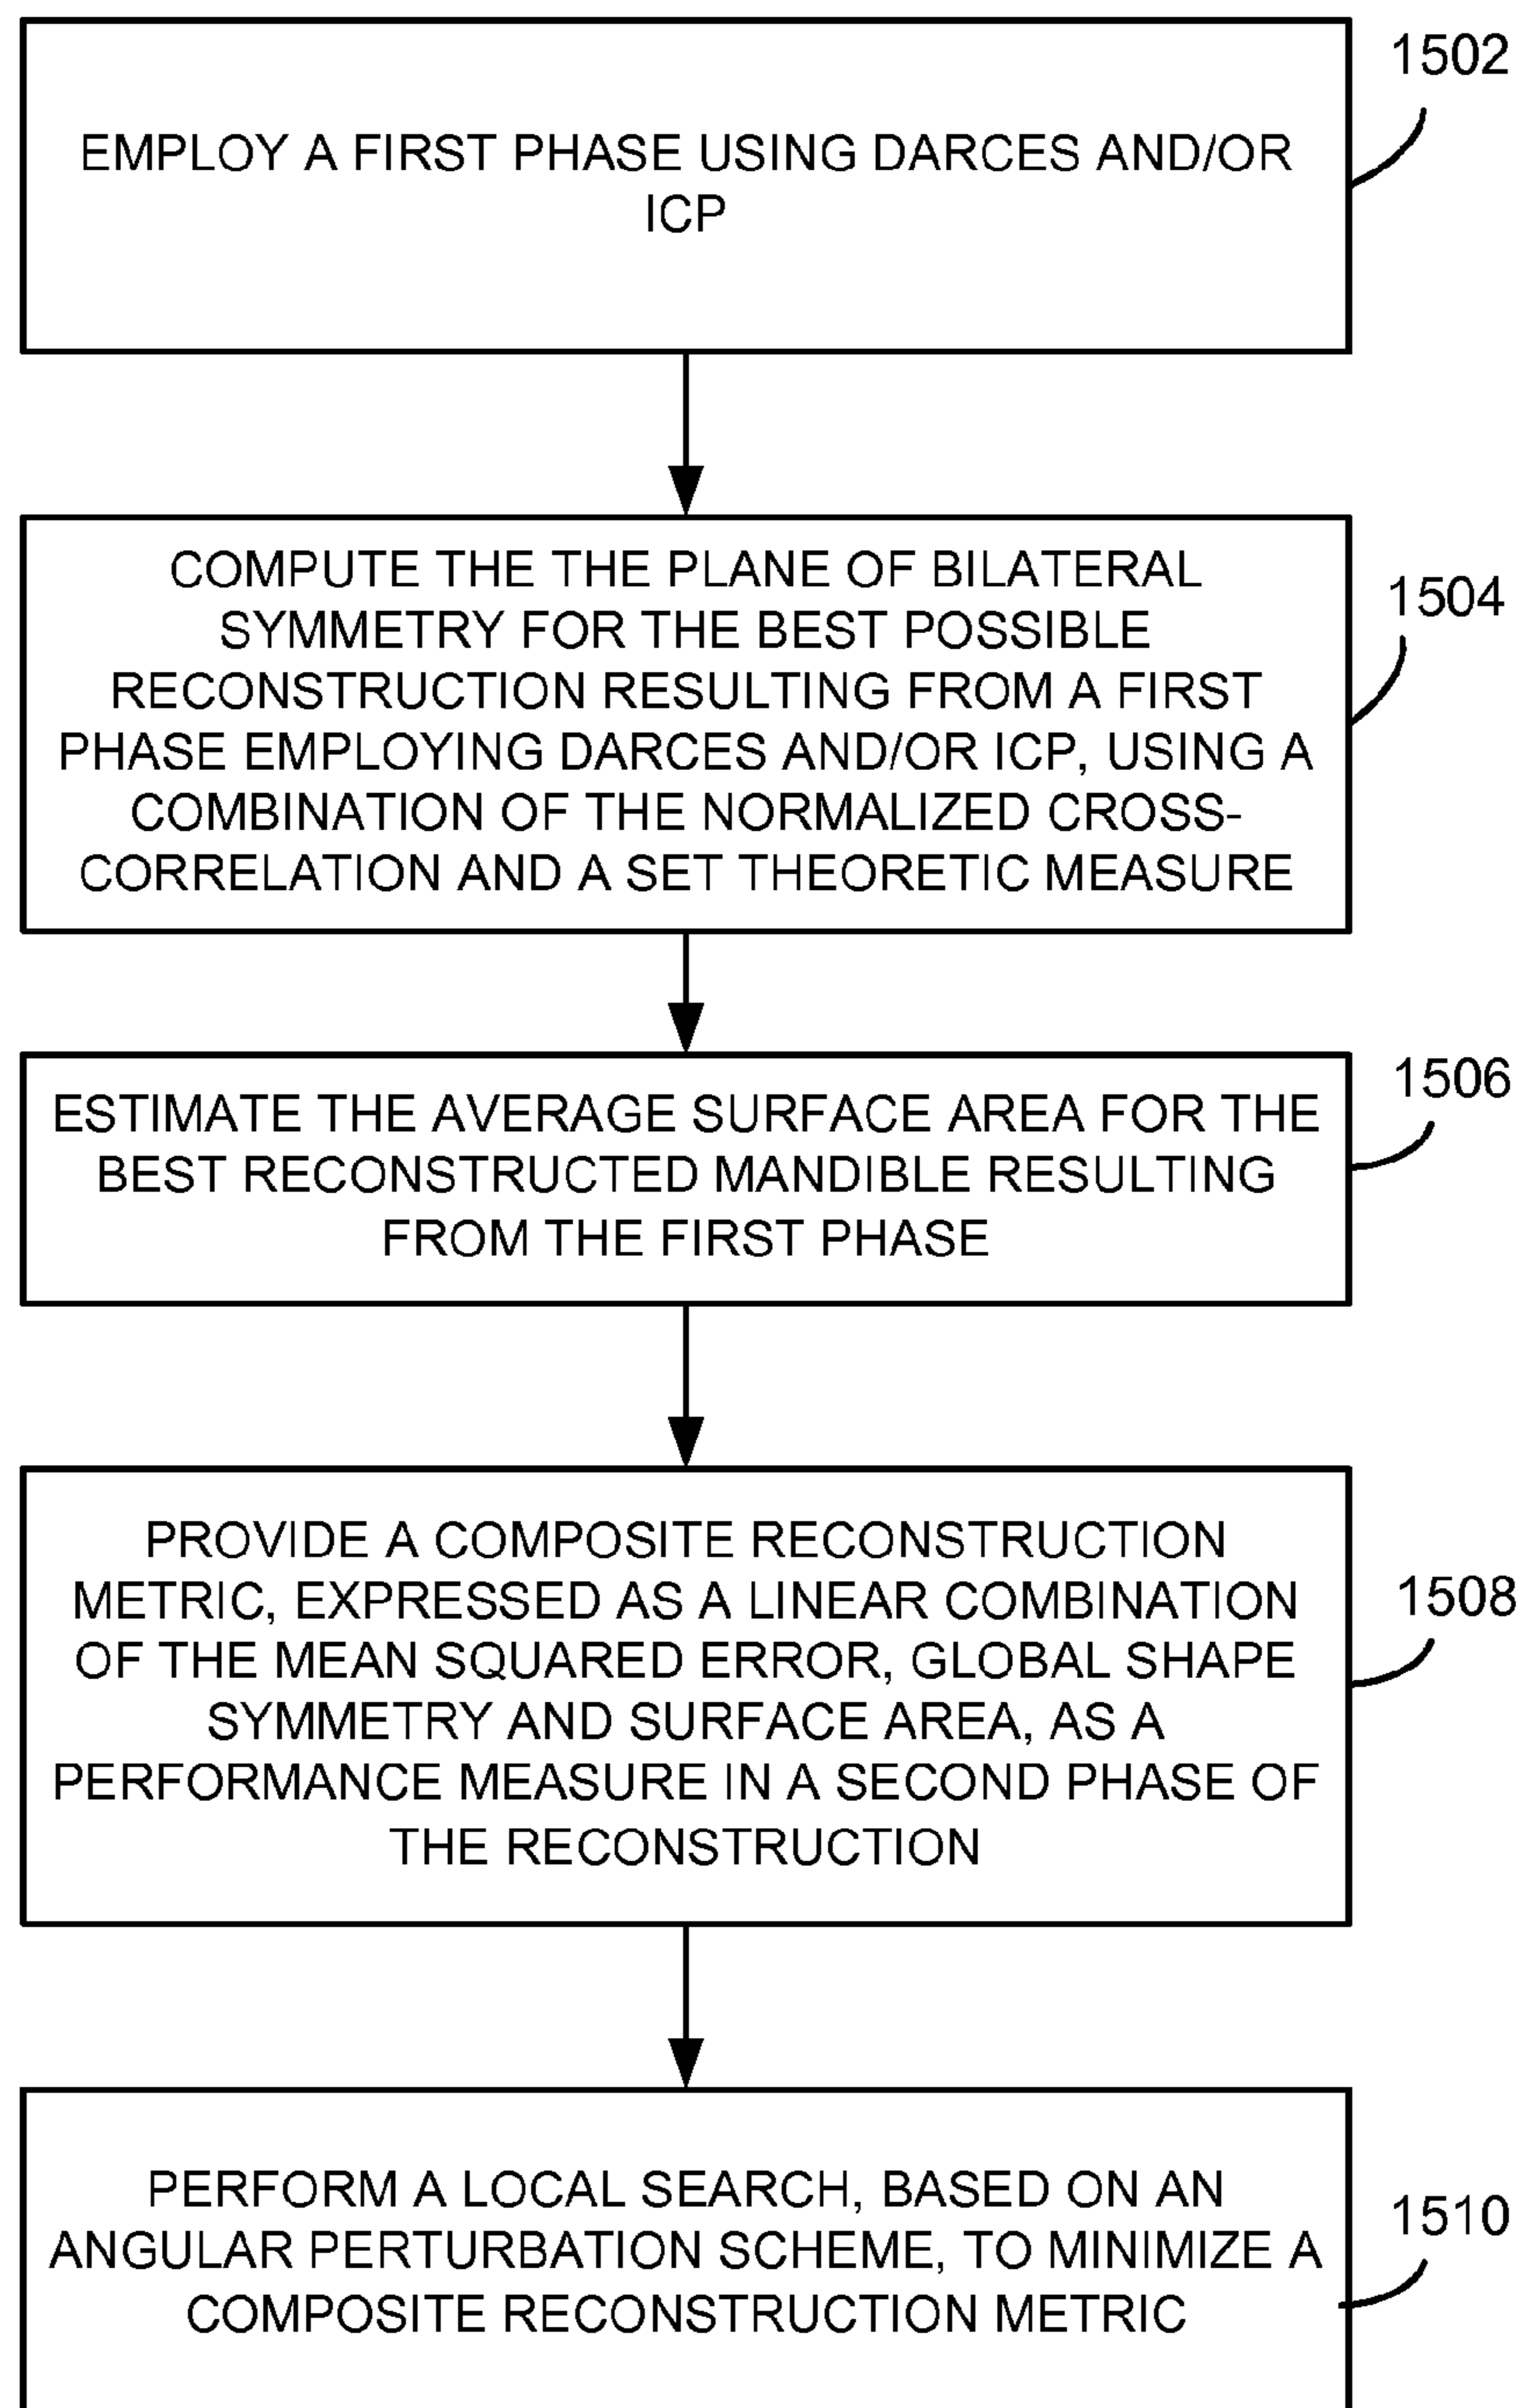 1502
EMPLOY A FIRST PHASE USING DARCES AND/OR
ICP
COMPUTE THE THE PLANE OF BILATERAL
SYMMETRY FOR THE BEST POSSIBLE
RECONSTRUCTION RESULTING FROM A FIRST
PHASE EMPLOYING DARCES AND/OR ICP, USING A
COMBINATION OF THE NORMALIZED CROSS-
CORRELATION AND A SET THEORETIC MEASURE
1504
ESTIMATE THE AVERAGE SURFACE AREA FOR THE
BEST RECONSTRUCTED MANDIBLE RESULTING
FROM THE FIRST PHASE
1506
PROVIDE A COMPOSITE RECONSTRUCTION
METRIC, EXPRESSED AS A LINEAR COMBINATION
OF THE MEAN SQUARED ERROR, GLOBAL SHAPE
SYMMETRY AND SURFACE AREA, AS A
PERFORMANCE MEASURE IN A SECOND PHASE OF
THE RECONSTRUCTION
1508
PERFORM A LOCAL SEARCH, BASED ON AN
ANGULAR PERTURBATION SCHEME, TO MINIMIZE A
COMPOSITE RECONSTRUCTION METRIC
1510